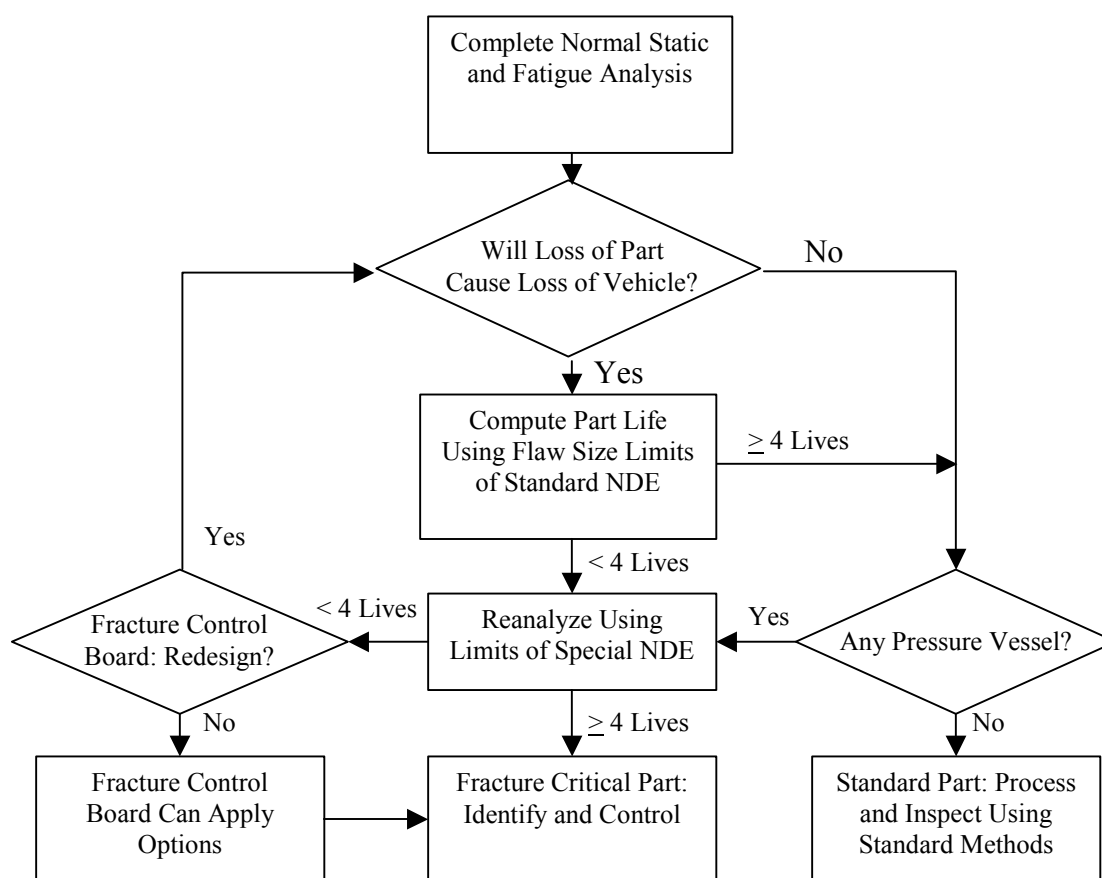 Complete Normal Static
and Fatigue Analysis
Will Loss of Part
Cause Loss of Vehicle?
No
Yes
Compute Part Life
Using Flaw Size Limits
of Standard NDE
≥ 4 Lives
Yes
< 4 Lives
Fracture Control
Board: Redesign?
< 4 Lives
Reanalyze Using
Limits of Special NDE
Yes
Any Pressure Vessel?
No
≥ 4 Lives
No
Fracture Control
Board Can Apply
Options
Fracture Critical Part:
Identify and Control
Standard Part: Process
and Inspect Using
Standard Methods